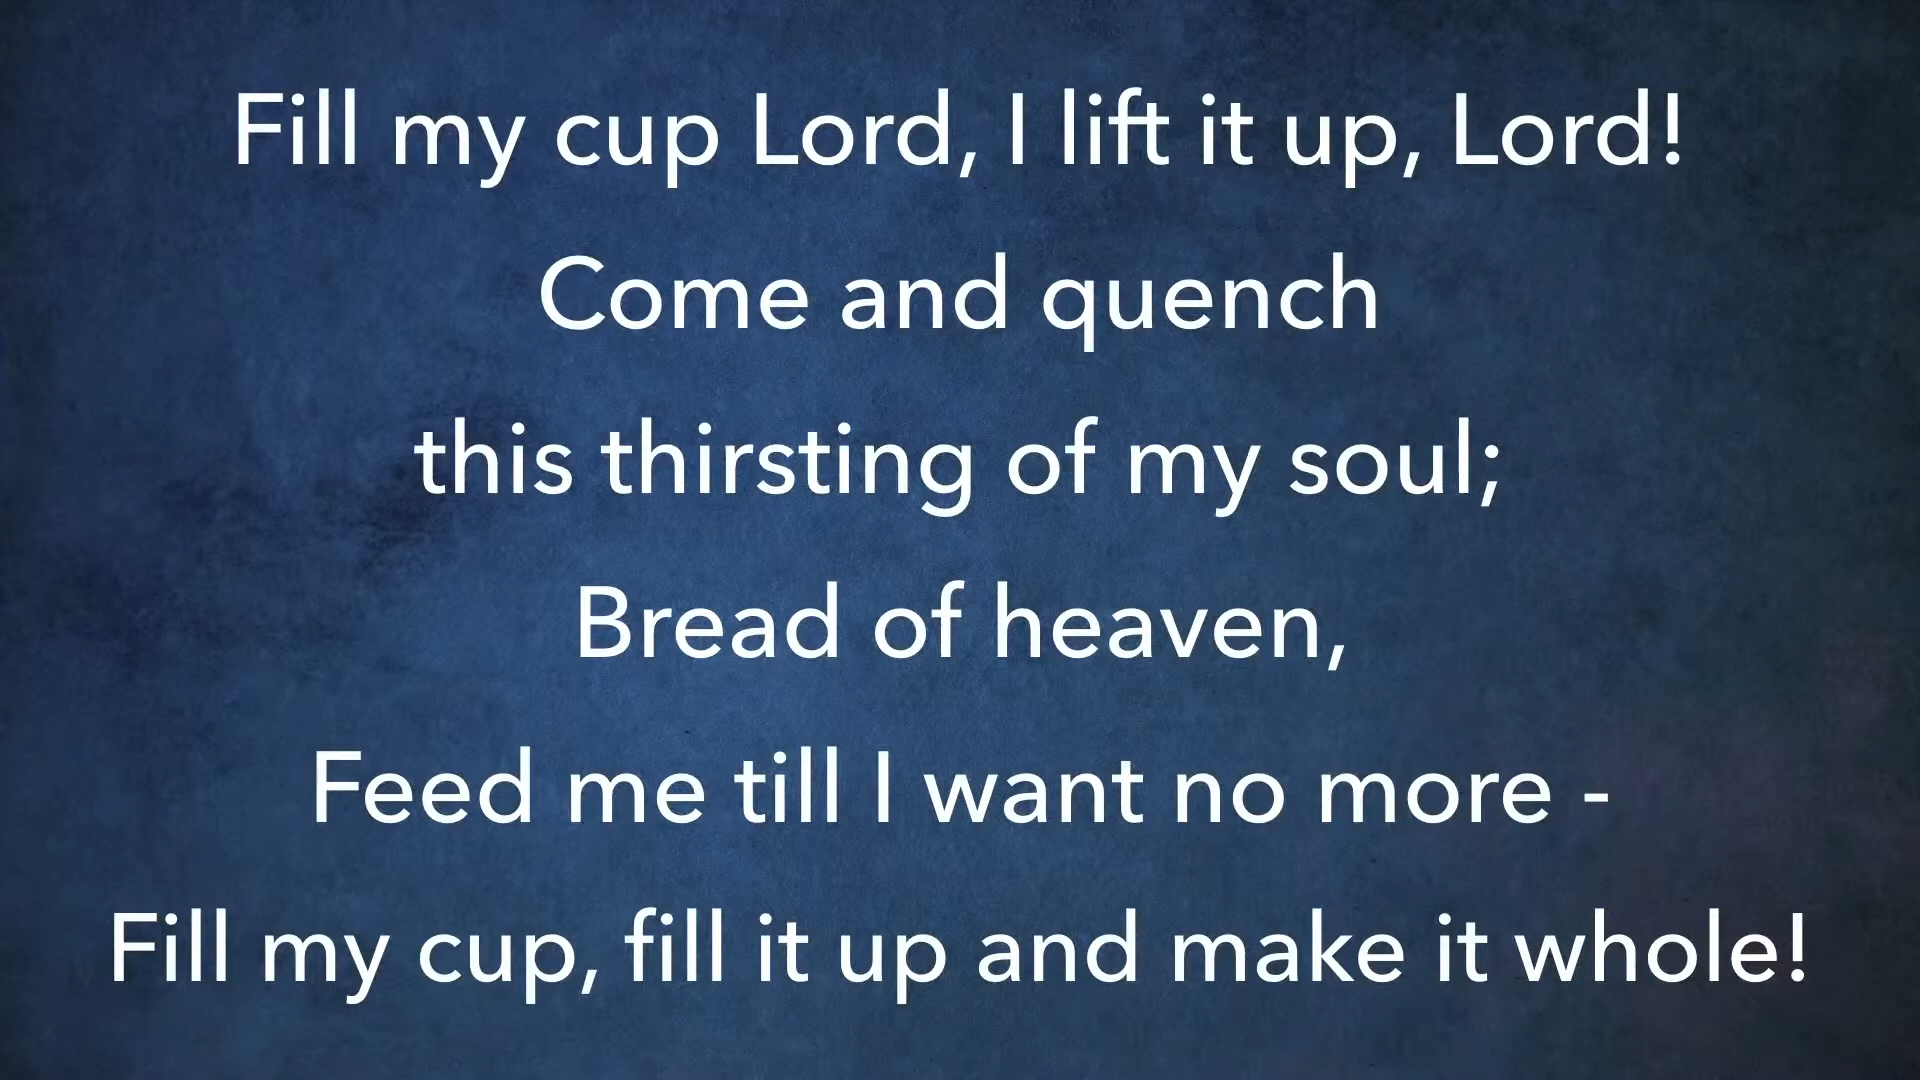 Fill my cup Lord, I lift it up, Lord!
Come and quench
this thirsting of my soul;
Bread of heaven,
Feed me till I want no more -
Fill my cup, fill it up and make it whole!